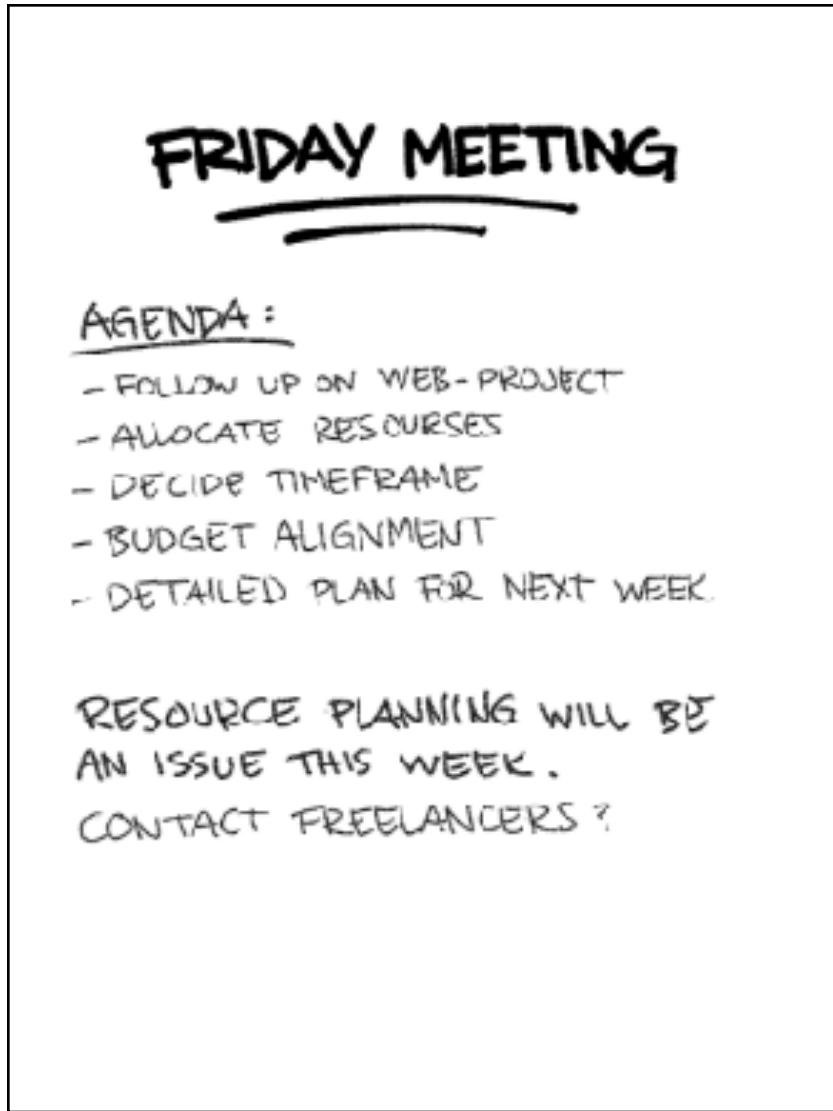 FRIDAY MEETING
AGENDA:
- FOLLOW UP ON WEB-PROJECT
- ALLOCATE RESOURSES
- DECIDE TIMEFRAME
- BUDGET ALIGNMENT
- DETAILED PLAN FOR NEXT WEEK
RESOURCE PLANNING WILL BE
AN ISSUE THIS WEEK.
CONTACT FREELANCERS?